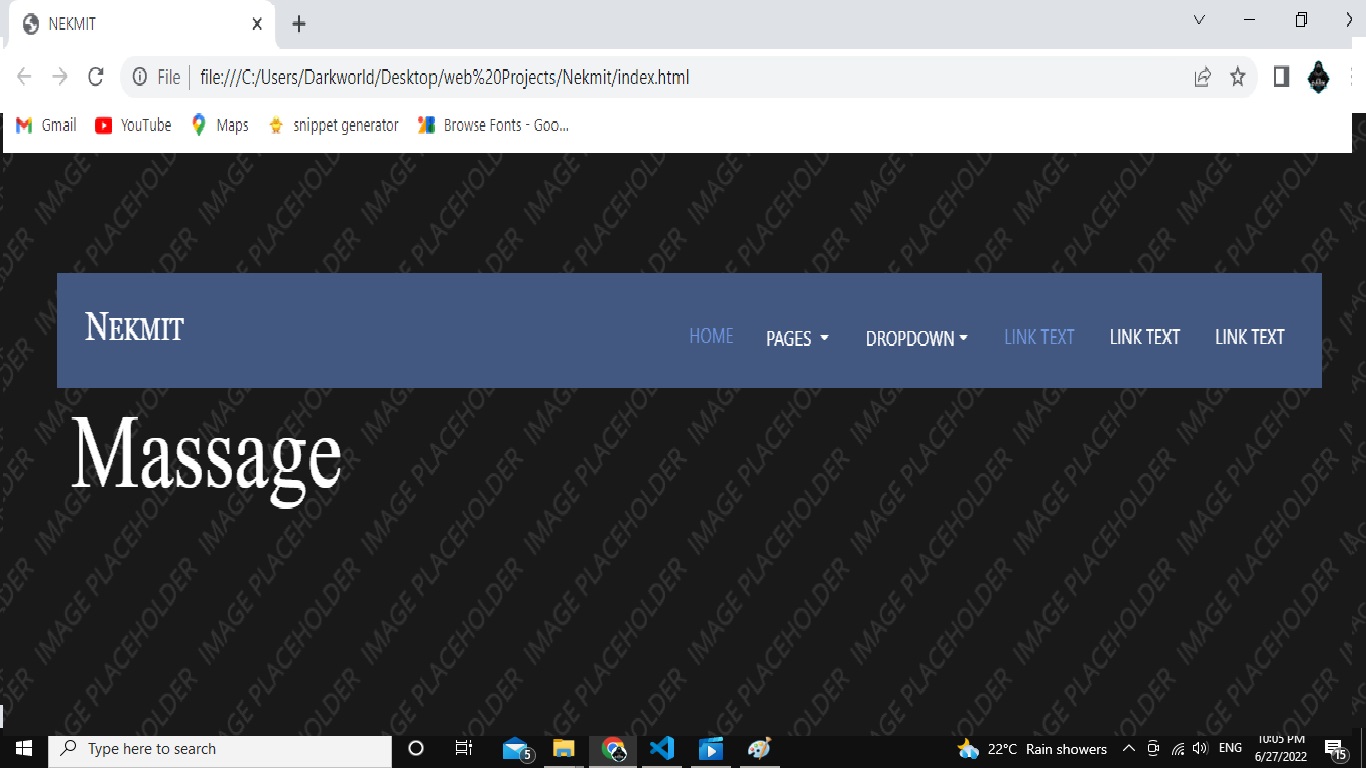 NEKMIT
File file:///C:/Users/Darkworld/Desktop/web%20Projects/Nekmit/index.html
Gmail YouTube Maps snippet generator Browse Fonts - Goo...
IMAGE PLACEHOLDER
NEKMIT HOME PAGES DROPDOWN LINK TEXT LINK TEXT LINK TEXT
Massage
Type here to search 5 22°C Rain showers ENG 10:05 PM 15
6/27/2022